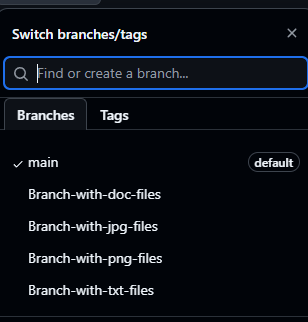 Switch branches/tags
Find or create a branch...
Branches Tags
main default
Branch-with-doc-files
Branch-with-jpg-files
Branch-with-png-files
Branch-with-txt-files